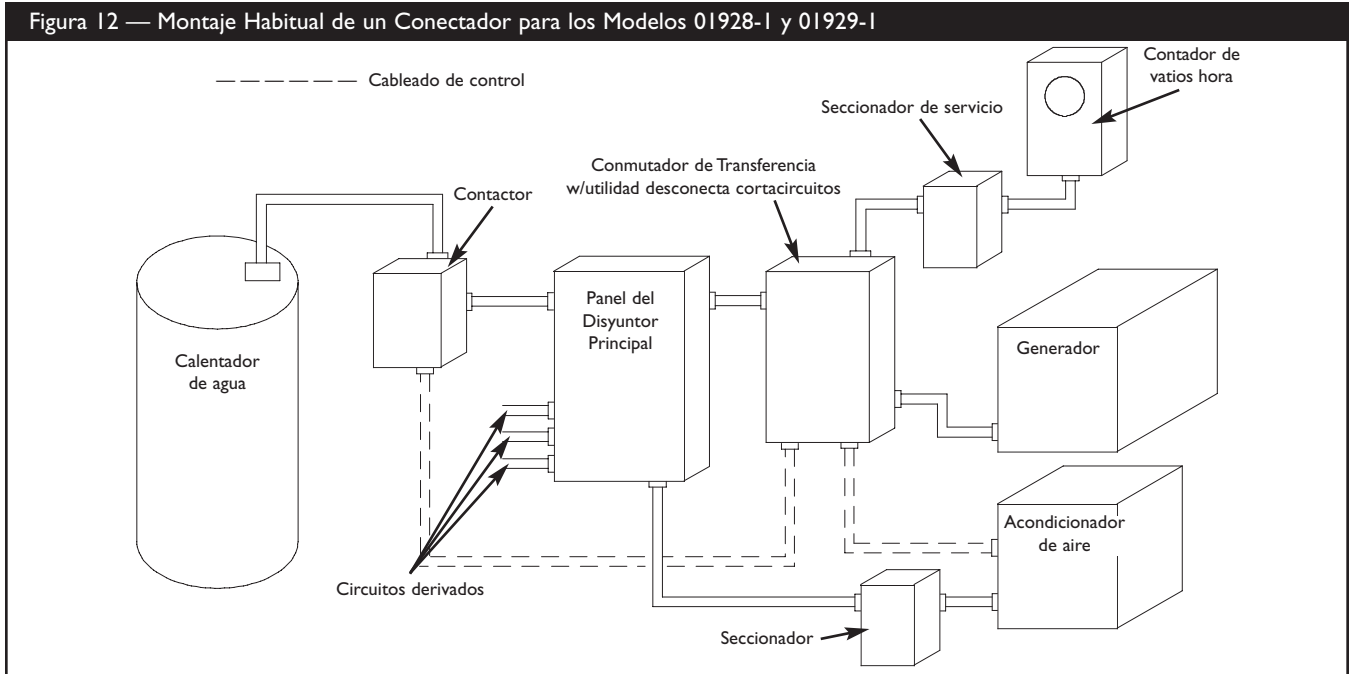 Figura 12 — Montaje Habitual de un Conectador para los Modelos 01928-1 y 01929-1
Cableado de control
Contador de
vatios hora
Seccionador de servicio
Conmutador de Transferencia
w/utilidad desconecta cortacircuitos
Contactor
Panel del
Disyuntor
Principal
Generador
Calentador
de agua
Acondicionador
de aire
Circuitos derivados
Seccionador